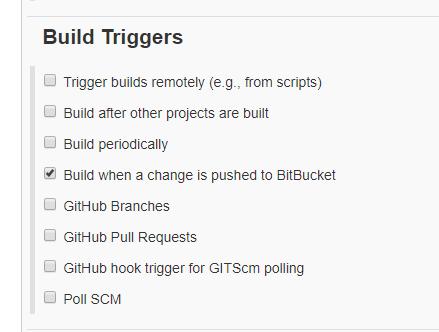 Build Triggers
Trigger builds remotely (e.g., from scripts)
Build after other projects are built
Build periodically
Build when a change is pushed to BitBucket
GitHub Branches
GitHub Pull Requests
GitHub hook trigger for GITScm polling
Poll SCM